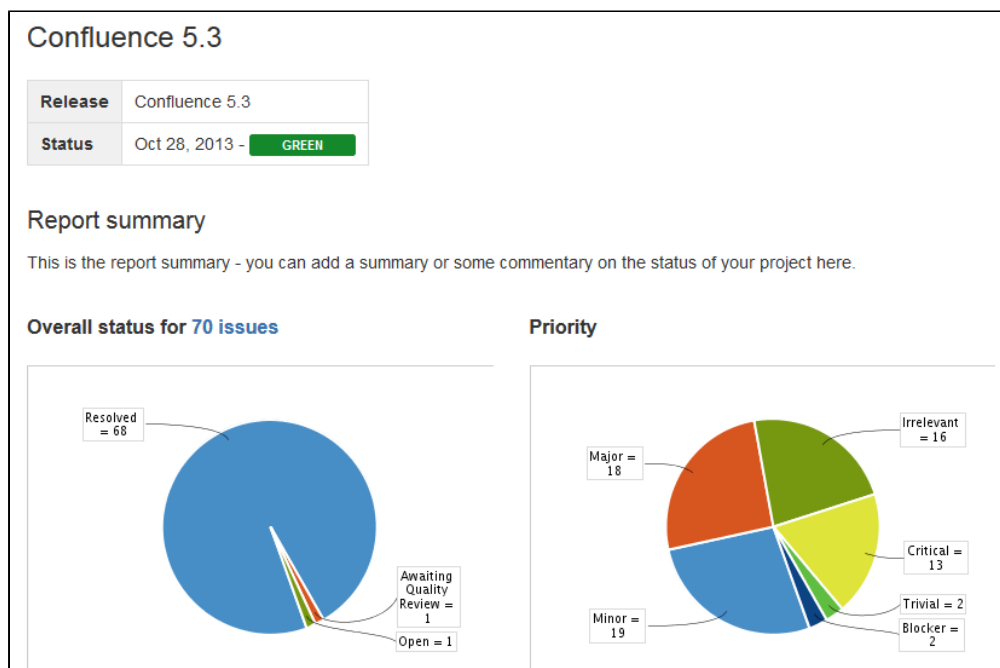 Confluence 5.3
Release Confluence 5.3
Status Oct 28, 2013 - GREEN
Report summary
This is the report summary - you can add a summary or some commentary on the status of your project here.
Overall status for 70 issues
Resolved
= 68
Awaiting
Quality
Review =
1
Open = 1
Priority
Irrelevant
= 16
Major =
18
Critical =
13
Trivial = 2
Minor =
19
Blocker =
2